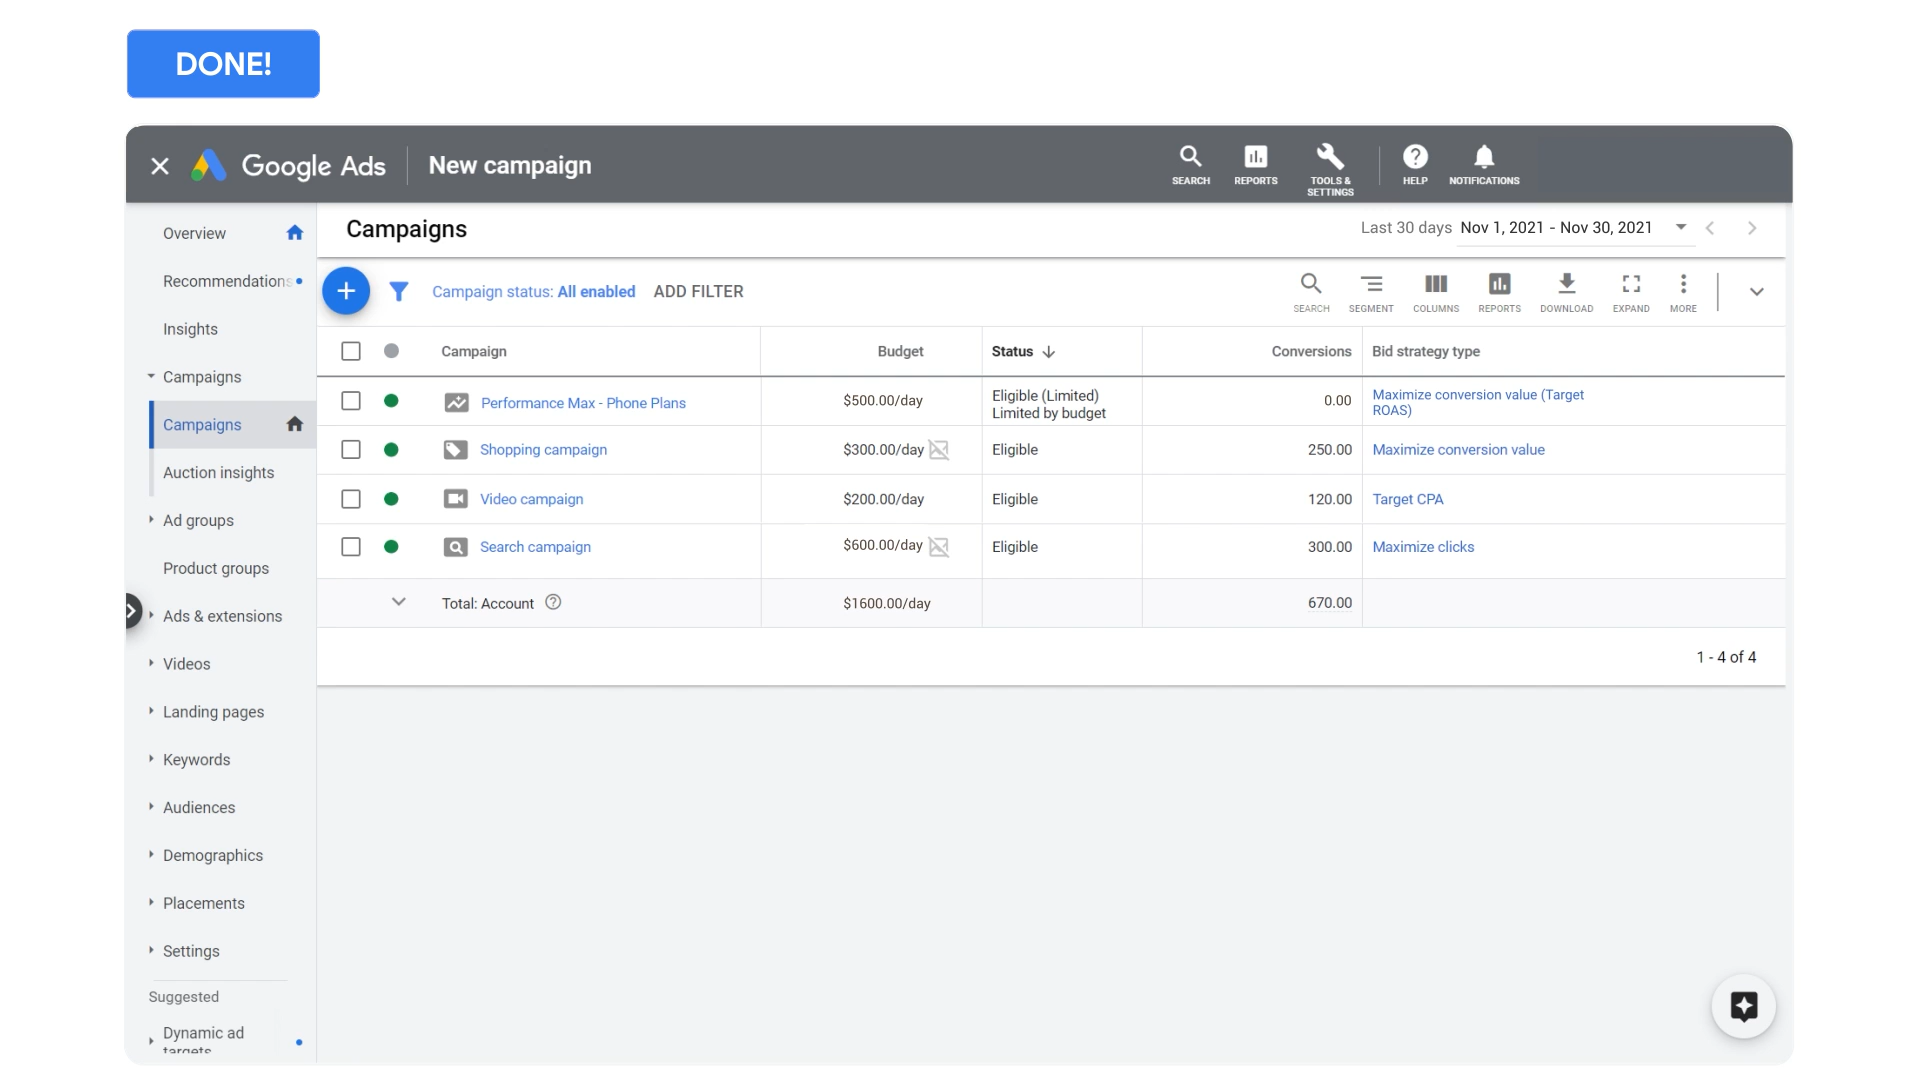 DONE!
Google Ads New campaign
SEARCH
REPORTS
TOOLS &
SETTINGS
HELP
NOTIFICATIONS
Overview
Recommendations
Insights
Campaigns
Campaigns
Auction insights
Ad groups
Product groups
Ads & extensions
Videos
Landing pages
Keywords
Audiences
Demographics
Placements
Settings
Suggested
Dynamic ad
targets
Campaigns
Last 30 days Nov 1, 2021 - Nov 30, 2021
Campaign status: All enabled ADD FILTER
SEARCH
SEGMENT
COLUMNS
REPORTS
DOWNLOAD
EXPAND
MORE
Campaign Budget Status Conversions Bid strategy type
Performance Max - Phone Plans $500.00/day Eligible (Limited)
Limited by budget
0.00 Maximize conversion value (Target
ROAS)
Shopping campaign $300.00/day Eligible 250.00 Maximize conversion value
Video campaign $200.00/day Eligible 120.00 Target CPA
Search campaign $600.00/day Eligible 300.00 Maximize clicks
Total: Account $1600.00/day 670.00
1 - 4 of 4